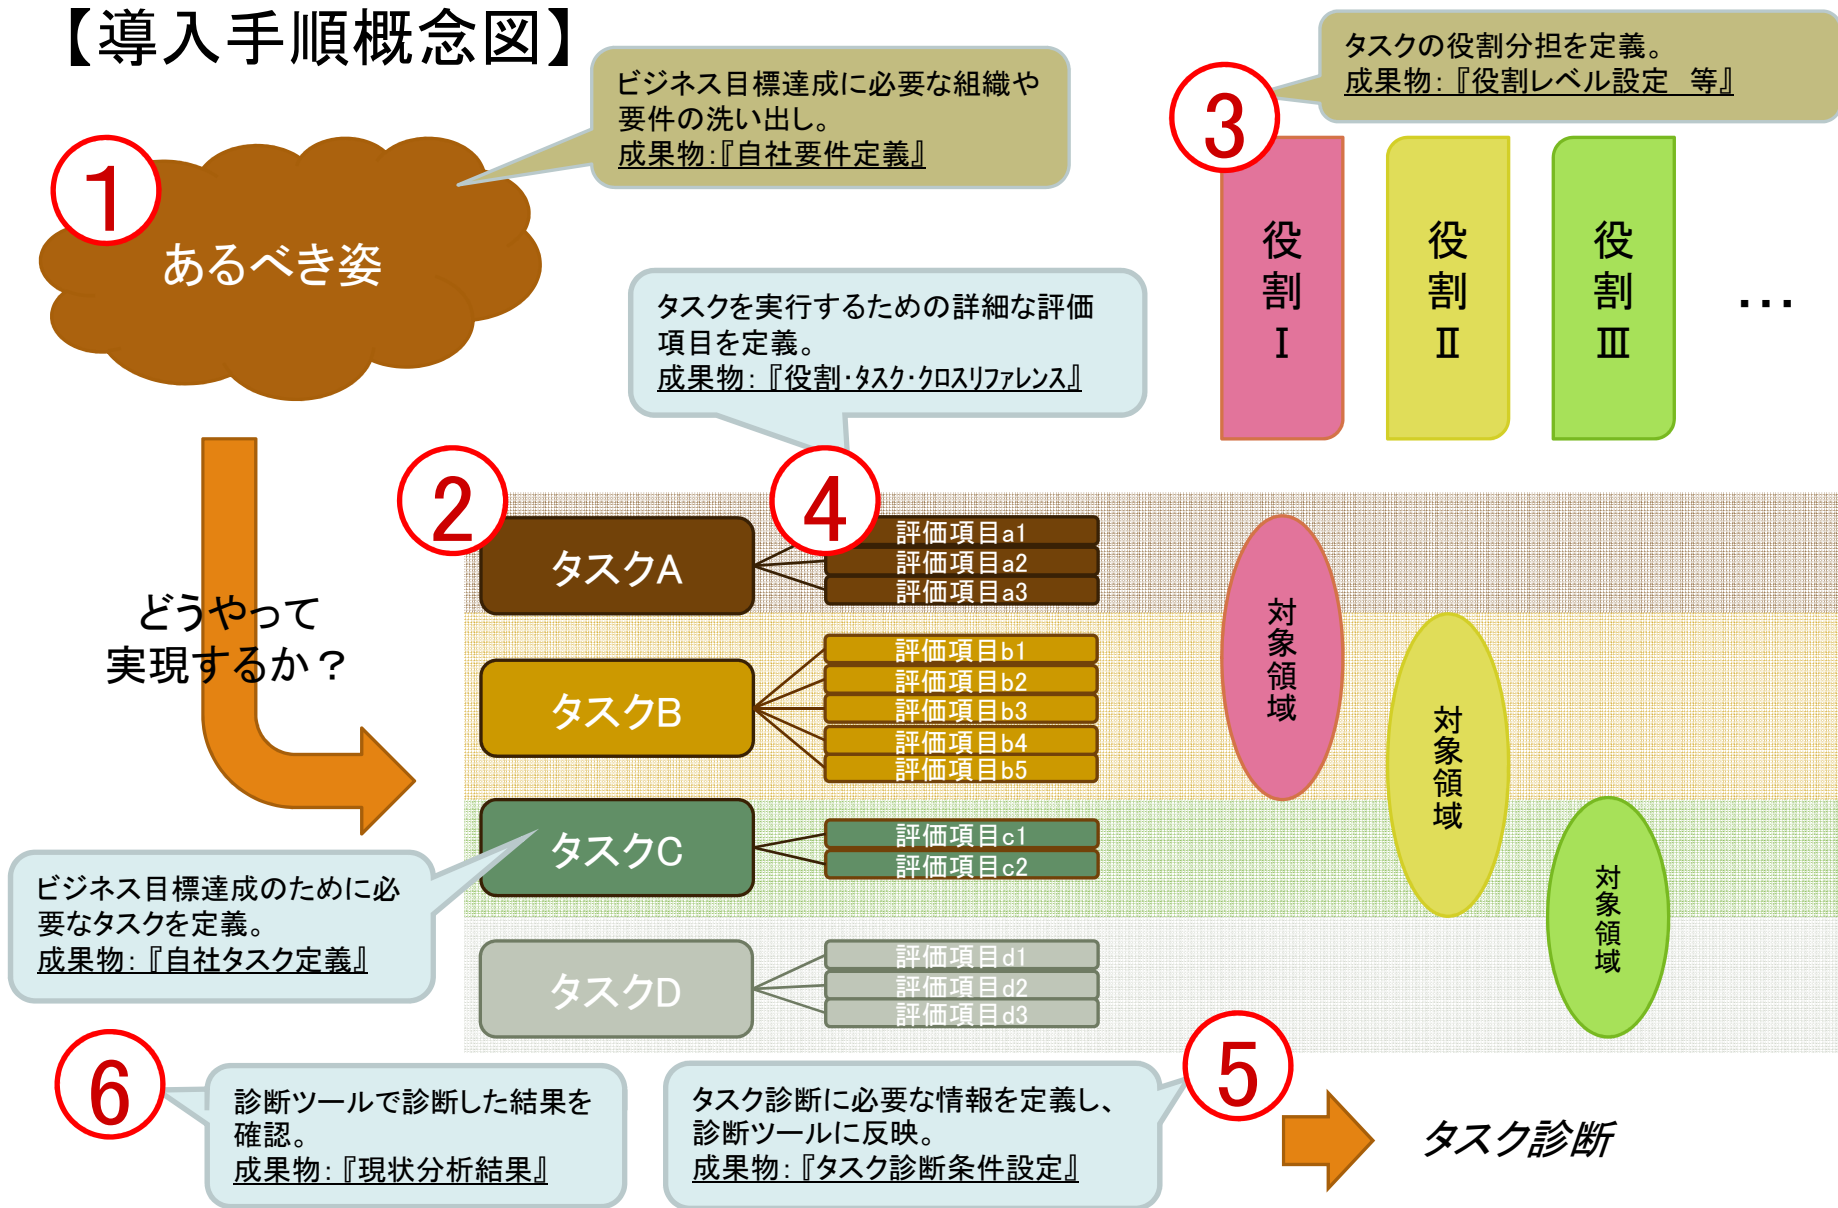 【導入手順概念図】
ビジネス目標達成に必要な組織や
要件の洗い出し。
成果物：『自社要件定義』
タスクの役割分担を定義。
成果物：『役割レベル設定　等』
1
あるべき姿
3
役割Ⅰ
役割Ⅱ
役割Ⅲ
…
タスクを実行するための詳細な評価
項目を定義。
成果物：『役割・タスク・クロスリファレンス』
どうやって
実現するか？
2
4
タスクA
評価項目a1
評価項目a2
評価項目a3
タスクB
評価項目b1
評価項目b2
評価項目b3
評価項目b4
評価項目b5
タスクC
評価項目c1
評価項目c2
タスクD
評価項目d1
評価項目d2
評価項目d3
対象領域
対象領域
対象領域
ビジネス目標達成のために必
要なタスクを定義。
成果物：『自社タスク定義』
6
診断ツールで診断した結果を
確認。
成果物：『現状分析結果』
タスク診断に必要な情報を定義し、
診断ツールに反映。
成果物：『タスク診断条件設定』
5
タスク診断